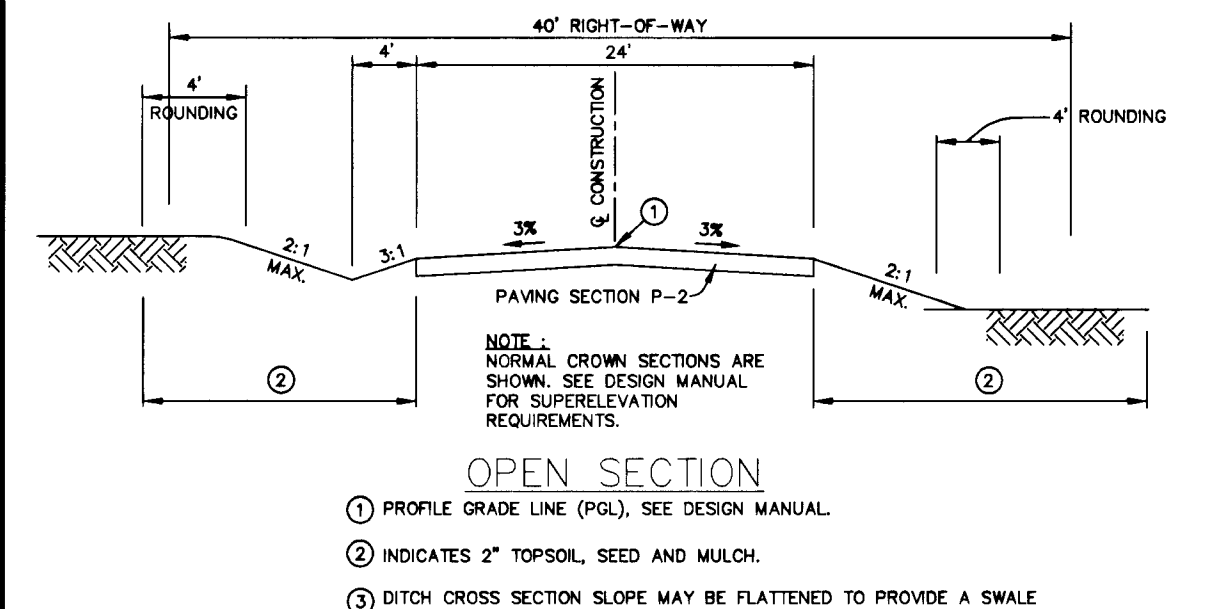 40' RIGHT-OF-WAY
4'
24'
4'
ROUNDING
4' ROUNDING
℄ CONSTRUCTION
1
3%
3%
2:1
MAX.
3:1
2:1
MAX.
PAVING SECTION P-2
NOTE :
NORMAL CROWN SECTIONS ARE
SHOWN. SEE DESIGN MANUAL
FOR SUPERELEVATION
REQUIREMENTS.
2
2
OPEN SECTION
1 PROFILE GRADE LINE (PGL), SEE DESIGN MANUAL.
2 INDICATES 2" TOPSOIL, SEED AND MULCH.
3 DITCH CROSS SECTION SLOPE MAY BE FLATTENED TO PROVIDE A SWALE